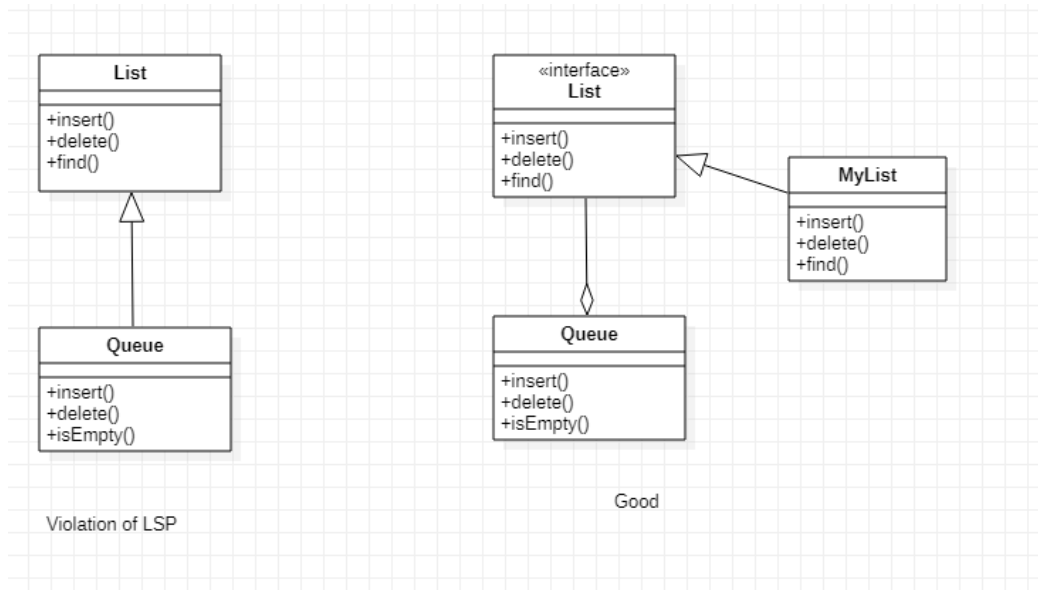 List
+insert()
+delete()
+find()
Queue
+insert()
+delete()
+isEmpty()
Violation of LSP
«interface»
List
+insert()
+delete()
+find()
MyList
+insert()
+delete()
+find()
Queue
+insert()
+delete()
+isEmpty()
Good